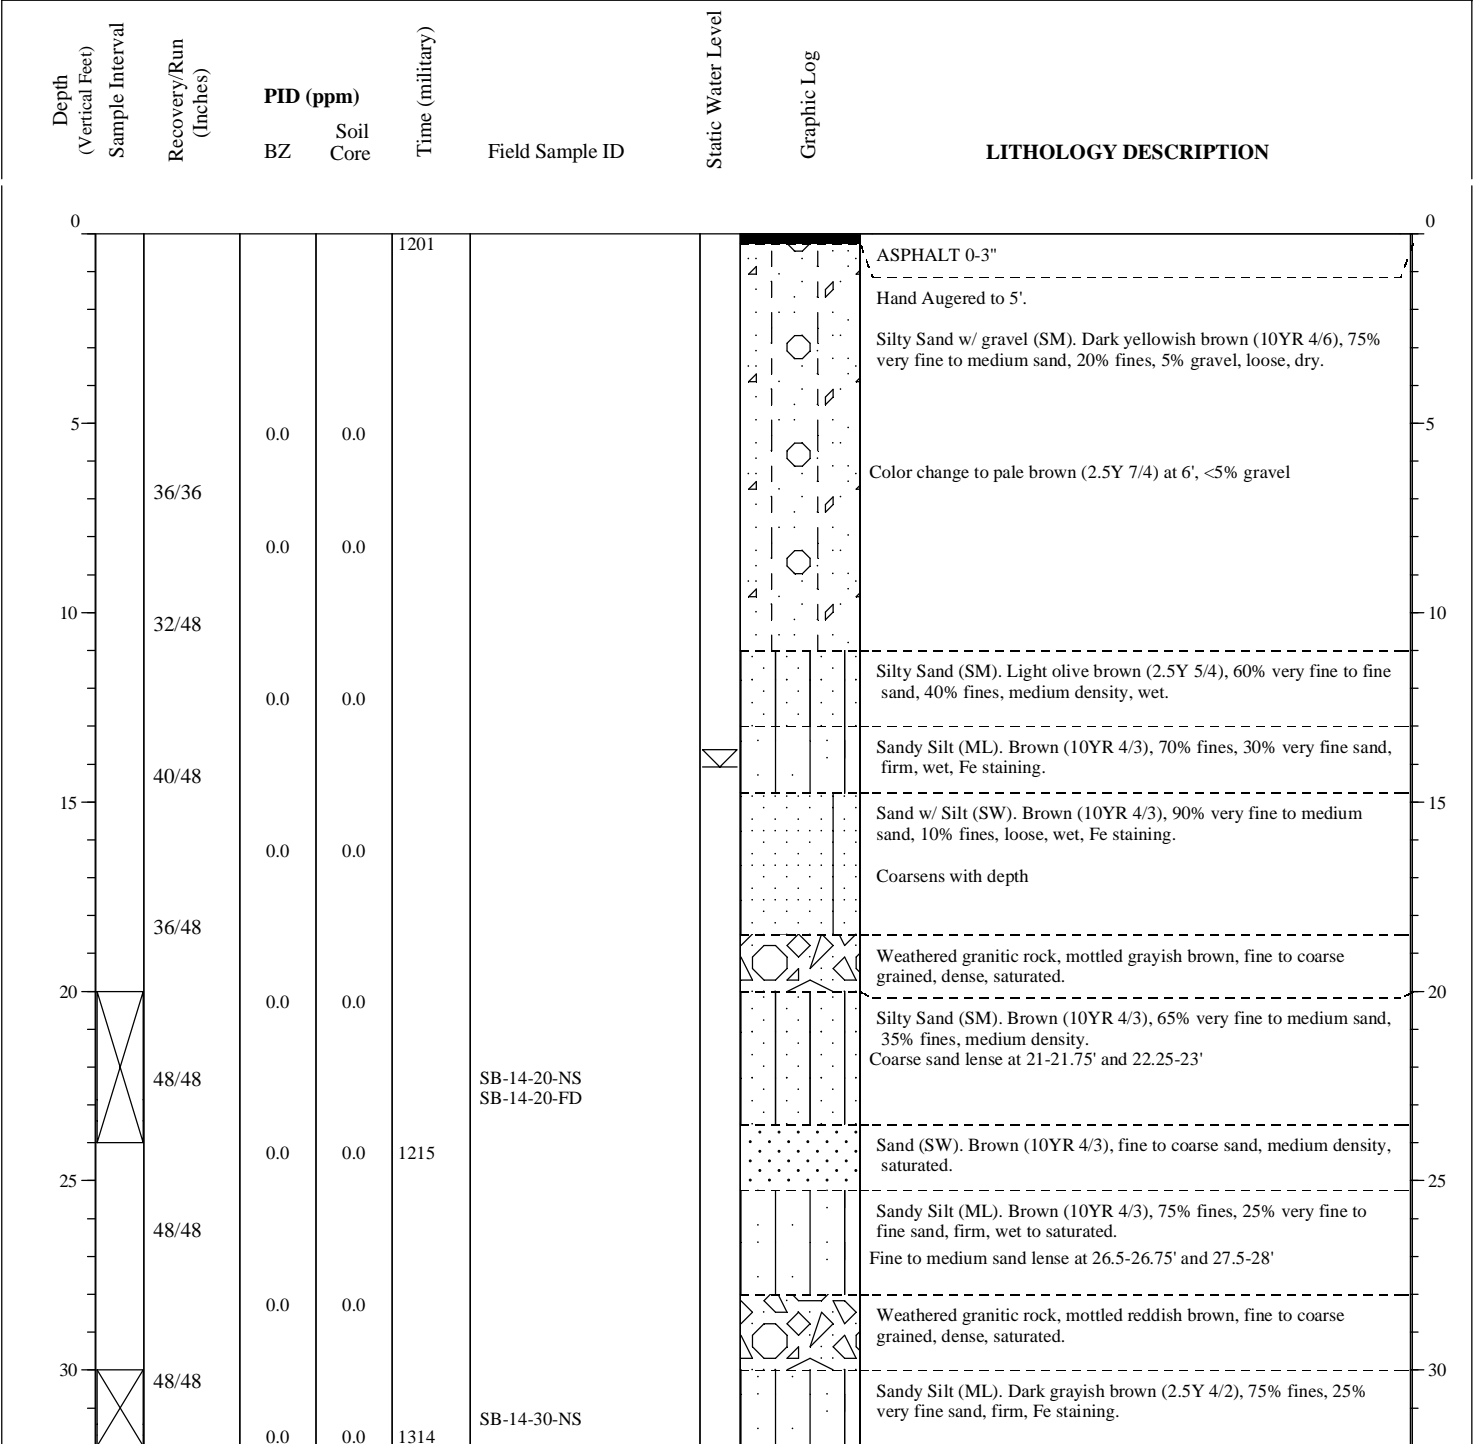 Depth
(Vertical Feet)
Sample Interval
Recovery/Run
(Inches)
PID (ppm)
BZ
Soil
Core
Time (military)
Field Sample ID
Static Water Level
Graphic Log
LITHOLOGY DESCRIPTION
0
0
1201
ASPHALT 0-3"
Hand Augered to 5'.
Silty Sand w/ gravel (SM). Dark yellowish brown (10YR 4/6), 75%
very fine to medium sand, 20% fines, 5% gravel, loose, dry.
5
0.0
0.0
5
Color change to pale brown (2.5Y 7/4) at 6', <5% gravel
36/36
0.0
0.0
10
32/48
10
Silty Sand (SM). Light olive brown (2.5Y 5/4), 60% very fine to fine
sand, 40% fines, medium density, wet.
0.0
0.0
Sandy Silt (ML). Brown (10YR 4/3), 70% fines, 30% very fine sand,
firm, wet, Fe staining.
40/48
15
15
Sand w/ Silt (SW). Brown (10YR 4/3), 90% very fine to medium
sand, 10% fines, loose, wet, Fe staining.
0.0
0.0
Coarsens with depth
36/48
Weathered granitic rock, mottled grayish brown, fine to coarse
grained, dense, saturated.
20
0.0
0.0
20
Silty Sand (SM). Brown (10YR 4/3), 65% very fine to medium sand,
35% fines, medium density.
Coarse sand lense at 21-21.75' and 22.25-23'
48/48
SB-14-20-NS
SB-14-20-FD
0.0
0.0
1215
Sand (SW). Brown (10YR 4/3), fine to coarse sand, medium density,
saturated.
25
25
Sandy Silt (ML). Brown (10YR 4/3), 75% fines, 25% very fine to
fine sand, firm, wet to saturated.
48/48
Fine to medium sand lense at 26.5-26.75' and 27.5-28'
0.0
0.0
Weathered granitic rock, mottled reddish brown, fine to coarse
grained, dense, saturated.
30
48/48
30
Sandy Silt (ML). Dark grayish brown (2.5Y 4/2), 75% fines, 25%
very fine sand, firm, Fe staining.
SB-14-30-NS
0.0
0.0
1314